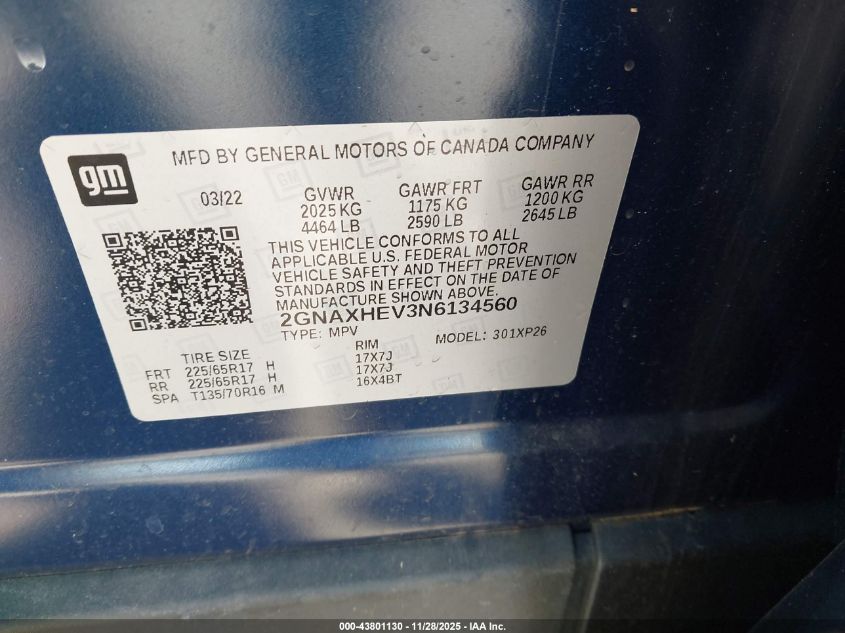 gm
MFD BY GENERAL MOTORS OF CANADA COMPANY
03/22 GVWR GAWR FRT GAWR RR
2025 KG 1175 KG 1200 KG
4464 LB 2590 LB 2645 LB
THIS VEHICLE CONFORMS TO ALL
APPLICABLE U.S. FEDERAL MOTOR
VEHICLE SAFETY AND THEFT PREVENTION
STANDARDS IN EFFECT ON THE DATE OF
MANUFACTURE SHOWN ABOVE.
2GNAXHEV3N6134560
TYPE: MPV MODEL: 301XP26
TIRE SIZE RIM
FRT 225/65R17 H 17X7J
RR 225/65R17 H 17X7J
SPA T135/70R16 M 16X4BT
000-43801130 - 11/28/2025 - IAA Inc.